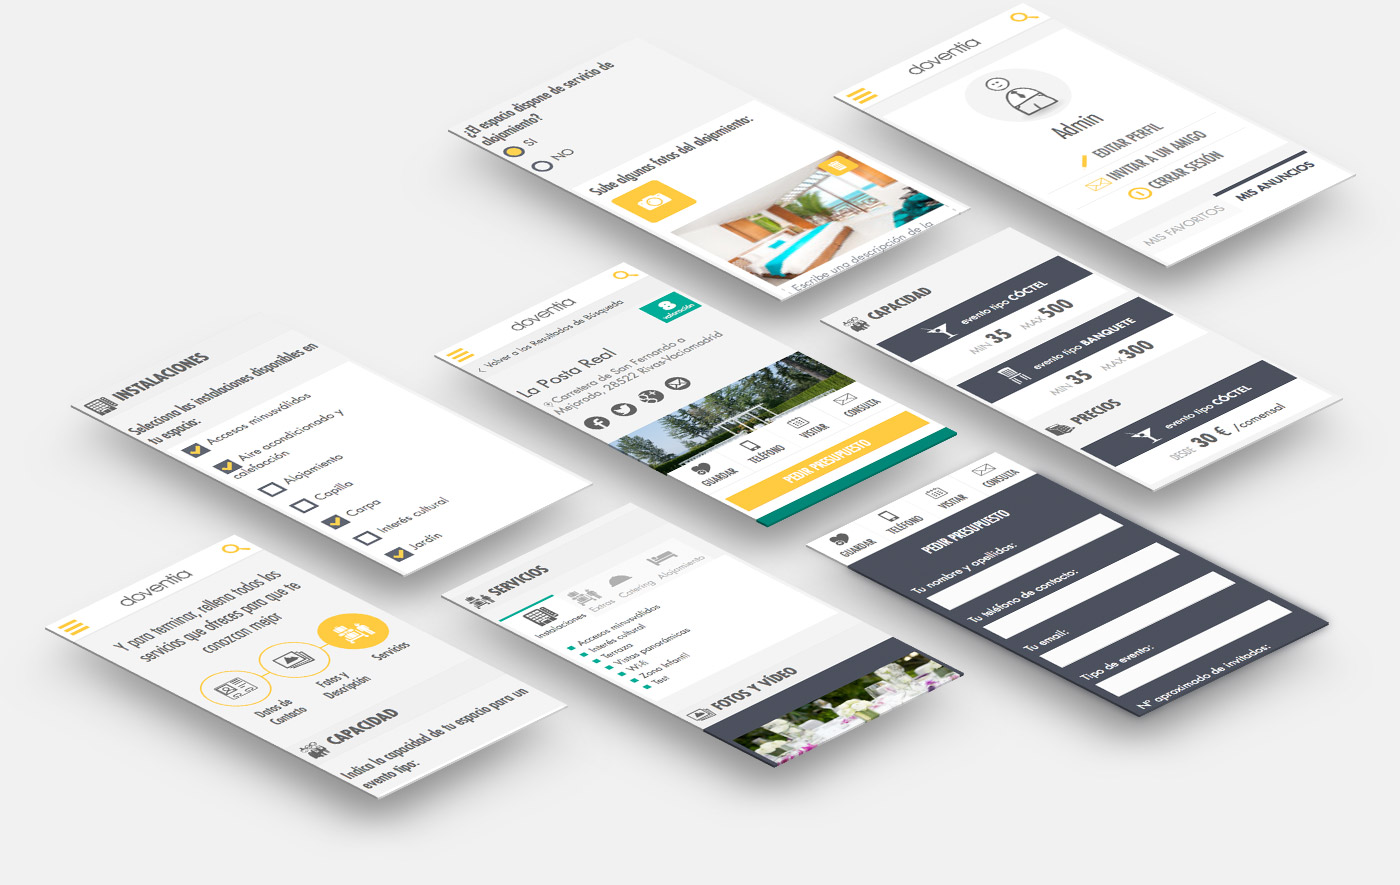 ¿El espacio dispone de servicio de
alojamiento?
SI
NO
Sube algunas fotos del alojamiento:
Escribe una descripción de la
doventia
Admin
EDITAR PERFIL
INVITAR A UN AMIGO
CERRAR SESIÓN
MIS FAVORITOS
MIS ANUNCIOS
INSTALACIONES
Selecciona las instalaciones disponibles en
tu espacio:
Accesos minusválidos
Aire acondicionado y
calefacción
Alojamiento
Capilla
Carpa
Interés cultural
Jardín
doventia
< Volver a los Resultados de Búsqueda
8
valoración
La Posta Real
Carretera de San Fernando a
Mejorada, 28522 Rivas-Vaciamadrid
GUARDAR
TELÉFONO
VISITAR
CONSULTA
PEDIR PRESUPUESTO
CAPACIDAD
evento tipo CÓCTEL
MIN 35 MAX 500
evento tipo BANQUETE
MIN 35 MAX 300
PRECIOS
evento tipo CÓCTEL
DESDE 30 € /comensal
doventia
Y para terminar, rellena todos los
servicios que ofreces para que te
conozcan mejor
Datos de
Contacto
Fotos y
Descripción
Servicios
CAPACIDAD
Indica la capacidad de tu espacio para un
evento tipo:
SERVICIOS
Instalaciones
Extras
Catering
Alojamiento
Accesos minusválidos
Interés cultural
Terraza
Vistas panorámicas
Wi-fi
Zona Infantil
Test
FOTOS Y VÍDEO
GUARDAR
TELÉFONO
VISITAR
CONSULTA
PEDIR PRESUPUESTO
Tu nombre y apellidos:
Tu teléfono de contacto:
Tu email:
Tipo de evento:
Nº aproximado de invitados: